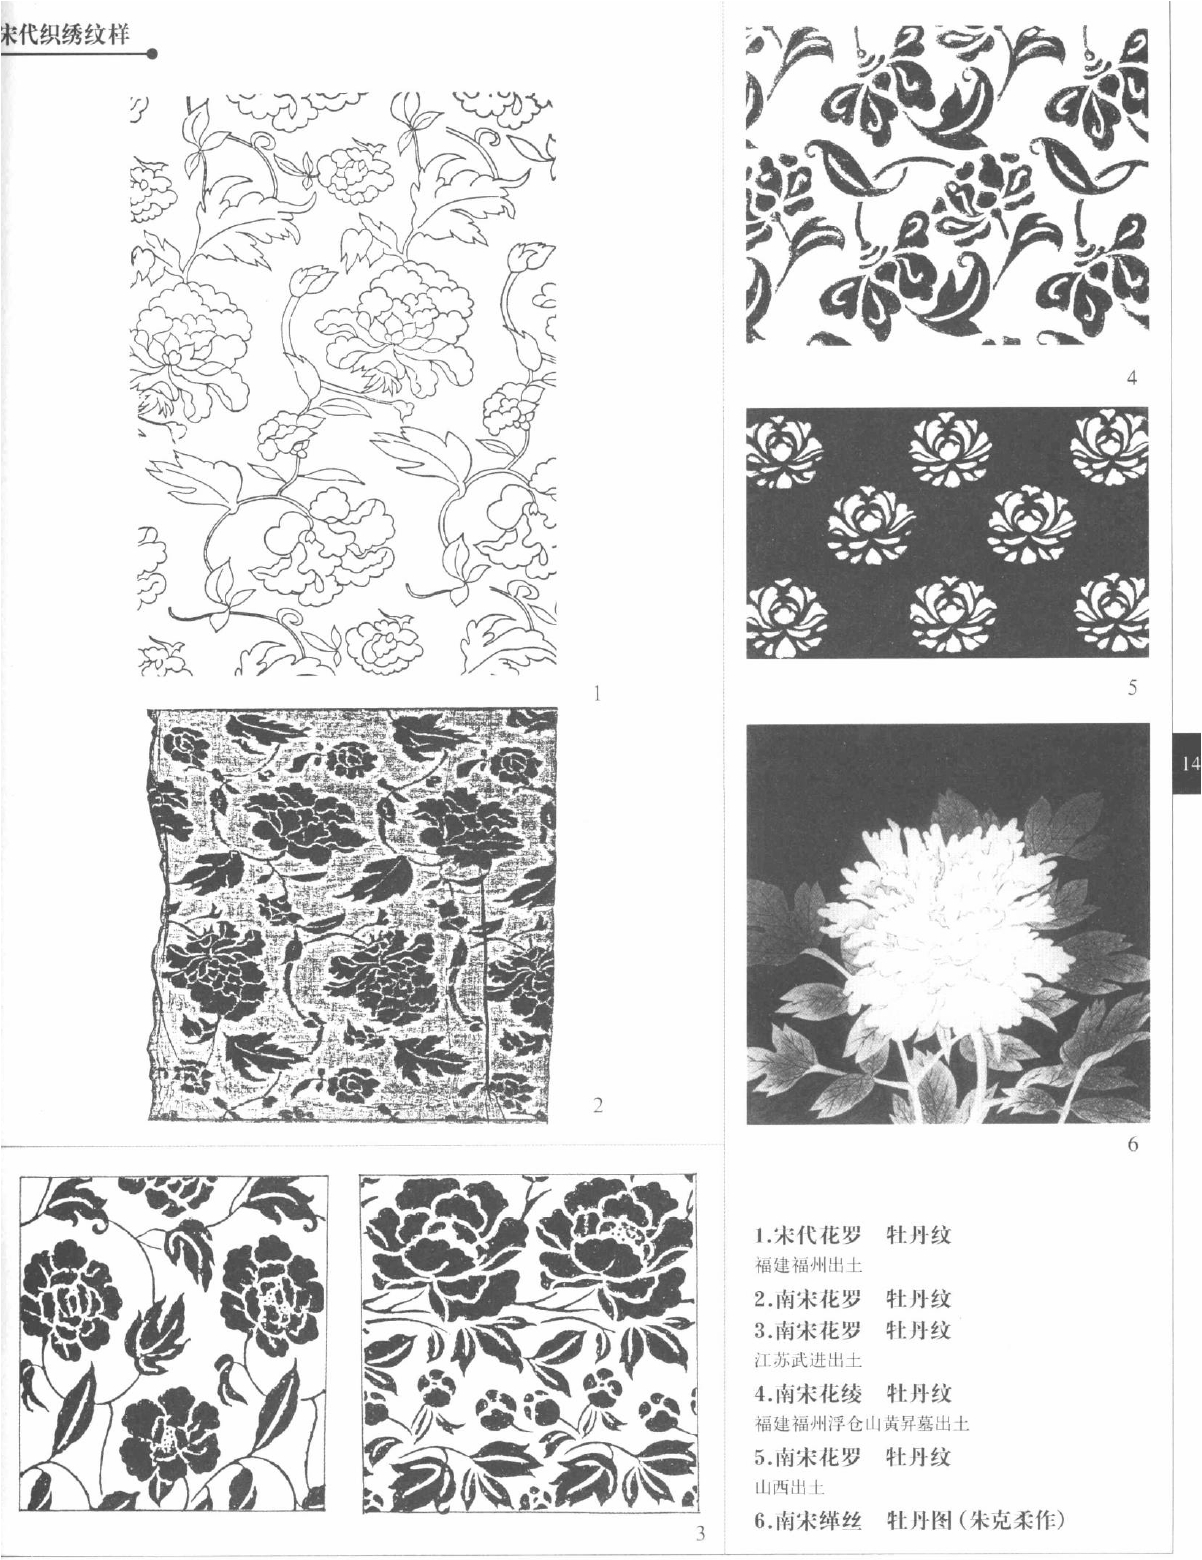 宋代织绣纹样
1
2
3
4
5
6
14
1.宋代花罗 牡丹纹
福建福州出土
2.南宋花罗 牡丹纹
3.南宋花罗 牡丹纹
江苏武进出土
4.南宋花绫 牡丹纹
福建福州浮仓山黄昇墓出土
5.南宋花罗 牡丹纹
山西出土
6.南宋缂丝 牡丹图(朱克柔作)